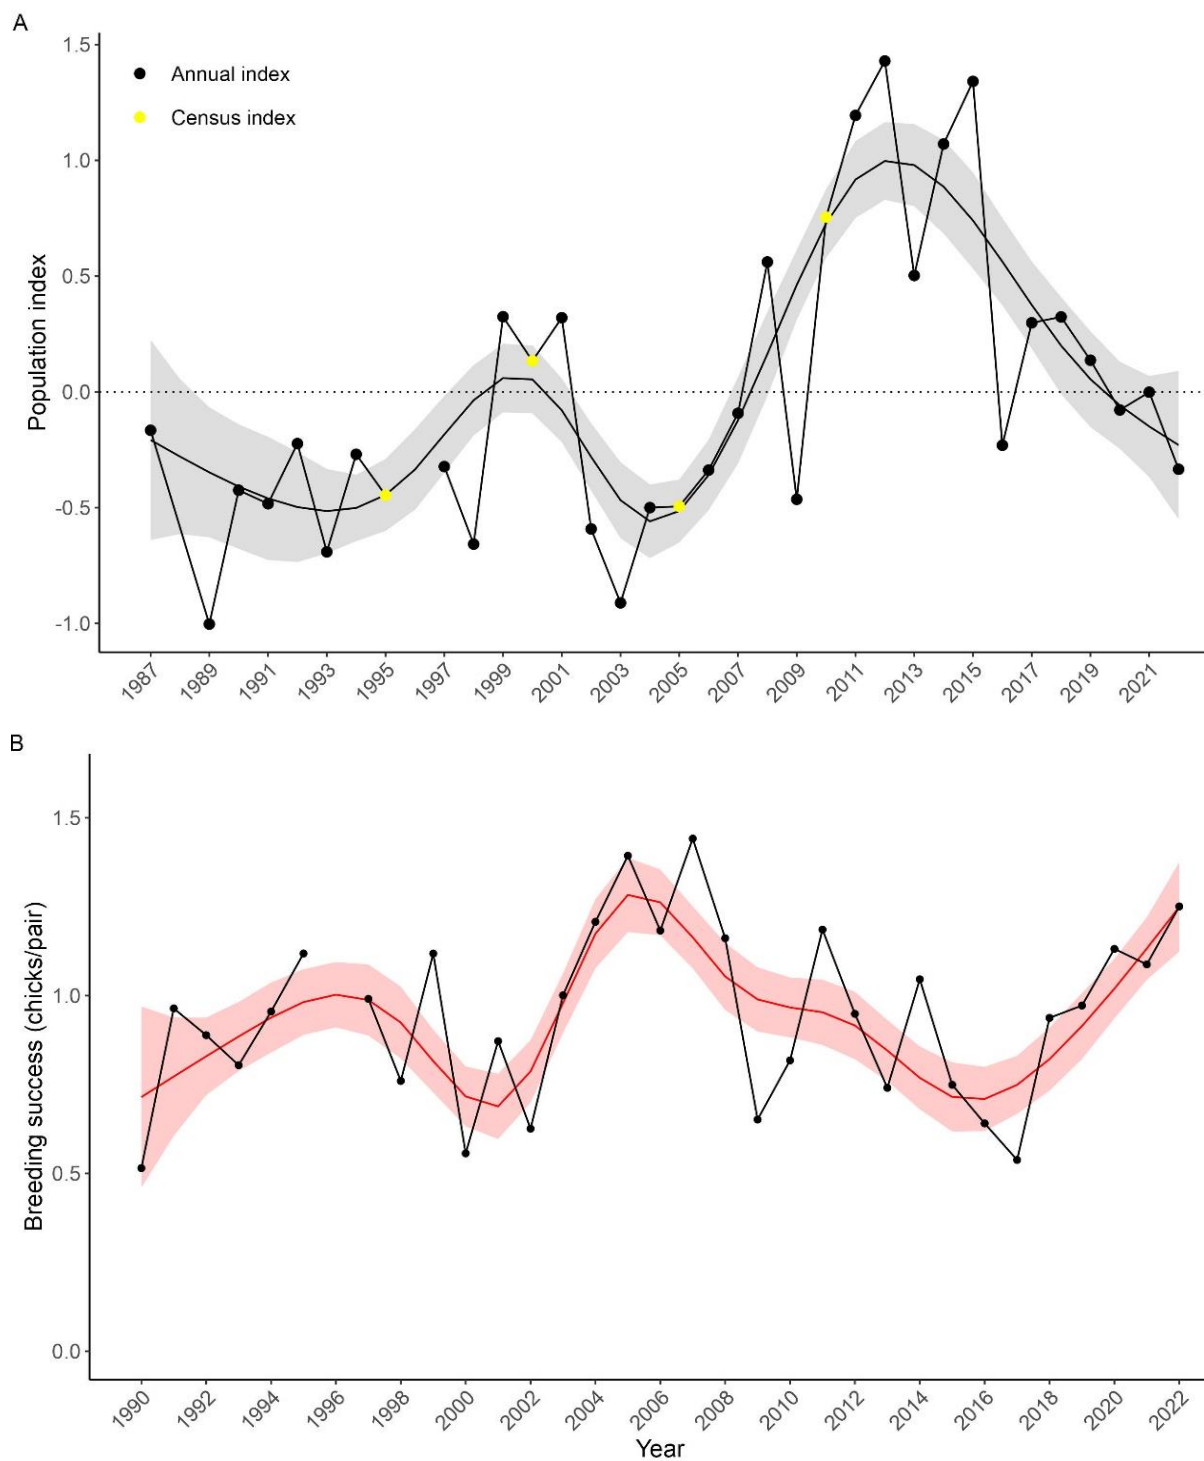 A
1.5
Annual index
Census index
1.0
0.5
0.0
-0.5
-1.0
Population index
1987 1989 1991 1993 1995 1997 1999 2001 2003 2005 2007 2009 2011 2013 2015 2017 2019 2021
B
1.5
1.0
0.5
0.0
Breeding success (chicks/pair)
1990 1992 1994 1996 1998 2000 2002 2004 2006 2008 2010 2012 2014 2016 2018 2020 2022
Year